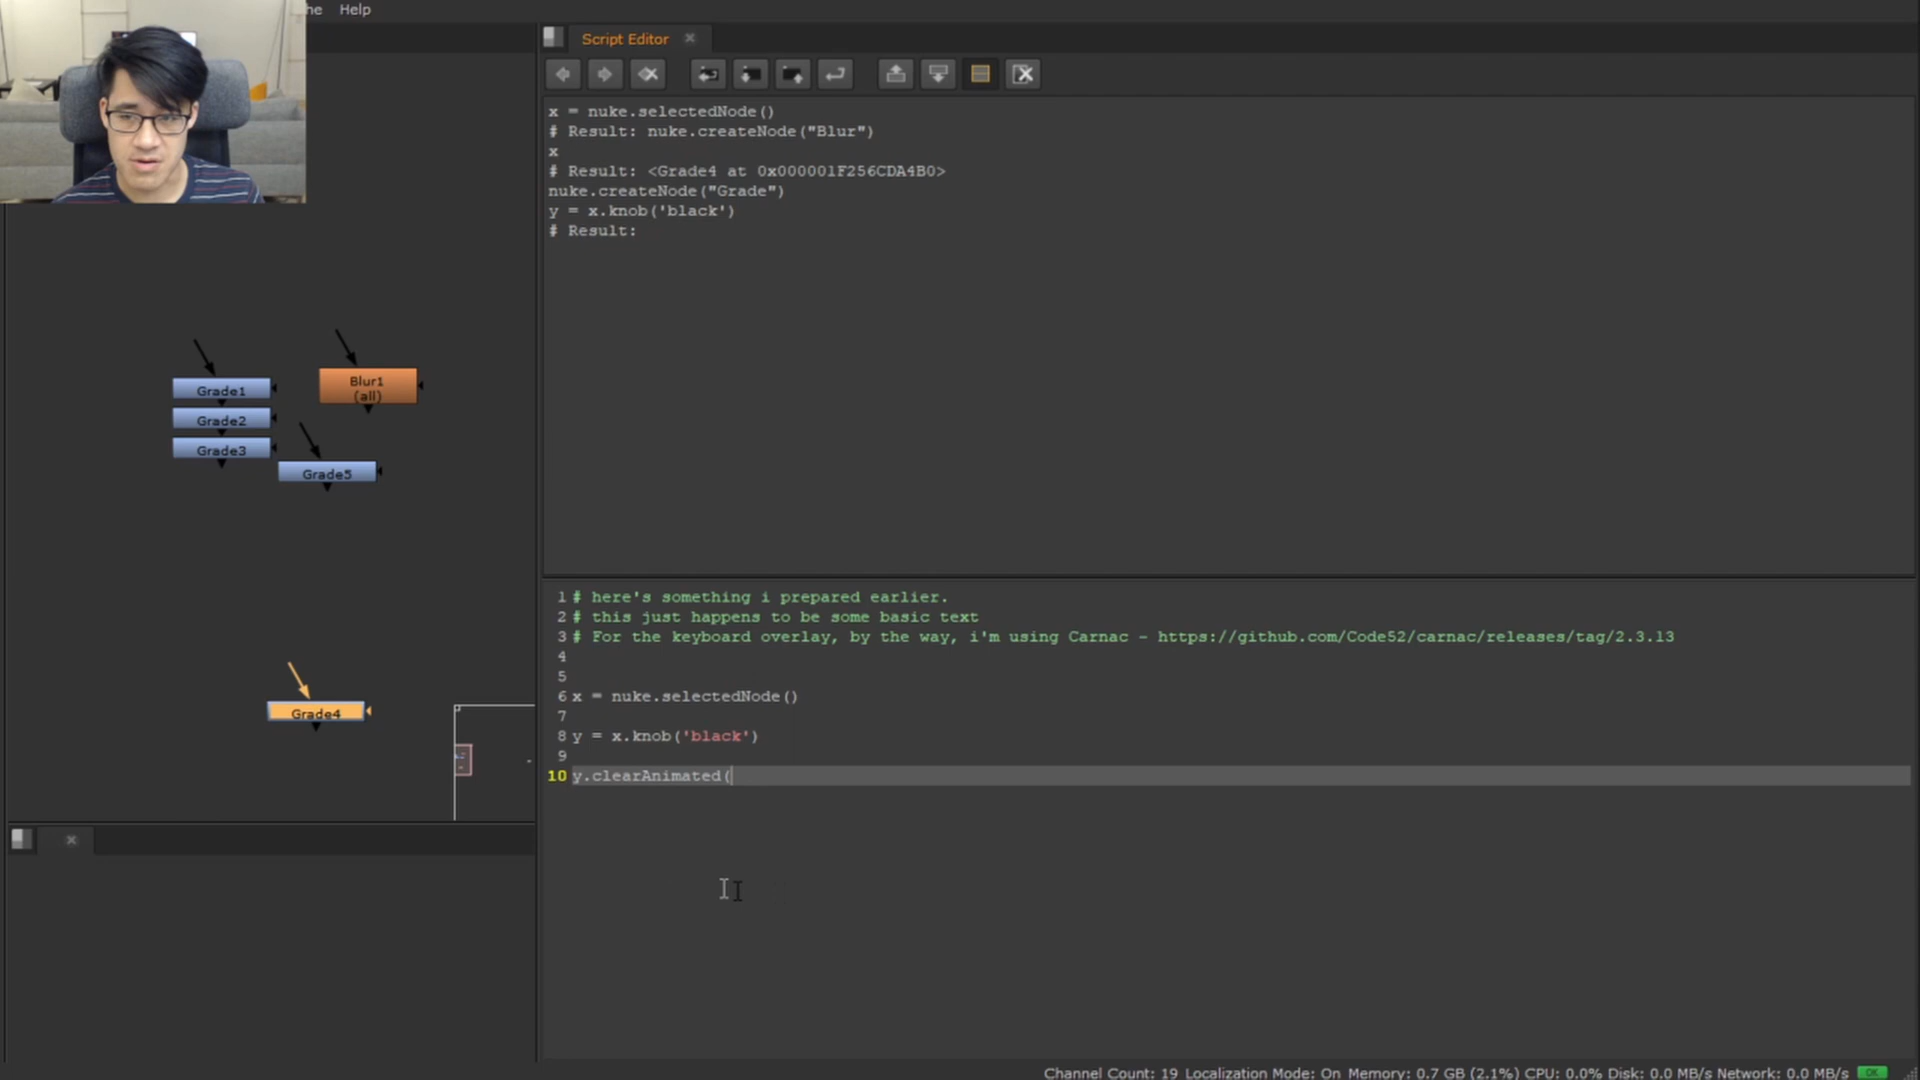 he Help
Script Editor
x = nuke.selectedNode()
# Result: nuke.createNode("Blur")
x
# Result: <Grade4 at 0x000001F256CDA4B0>
nuke.createNode("Grade")
y = x.knob('black')
# Result:
Grade1
Blur1
(all)
Grade2
Grade3
Grade5
Grade4
1 # here's something i prepared earlier.
2 # this just happens to be some basic text
3 # For the keyboard overlay, by the way, i'm using Carnac - https://github.com/Code52/carnac/releases/tag/2.3.13
4
5
6 x = nuke.selectedNode()
7
8 y = x.knob('black')
9
10 y.clearAnimated(
Channel Count: 19 Localization Mode: On Memory: 0.7 GB (2.1%) CPU: 0.0% Disk: 0.0 MB/s Network: 0.0 MB/s OK